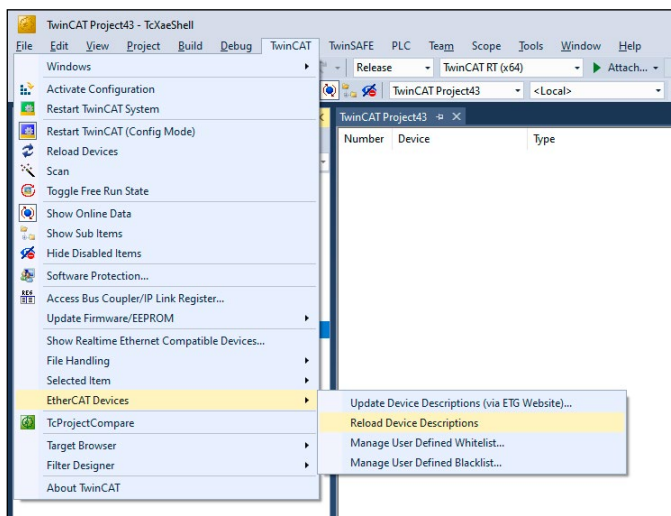 TwinCAT Project43 - TcXaeShell
File Edit View Project Build Debug TwinCAT TwinSAFE PLC Team Scope Tools Window Help
Windows
Release TwinCAT RT (x64) Attach...
Activate Configuration
TwinCAT Project43 <Local>
Restart TwinCAT System
TwinCAT Project43
Restart TwinCAT (Config Mode)
Number Device Type
Reload Devices
Scan
Toggle Free Run State
Show Online Data
Show Sub Items
Hide Disabled Items
Software Protection...
REG
Access Bus Coupler/IP Link Register...
Update Firmware/EEPROM
Show Realtime Ethernet Compatible Devices...
File Handling
Selected Item
EtherCAT Devices
Update Device Descriptions (via ETG Website)...
TcProjectCompare
Reload Device Descriptions
Target Browser
Manage User Defined Whitelist...
Filter Designer
Manage User Defined Blacklist...
About TwinCAT